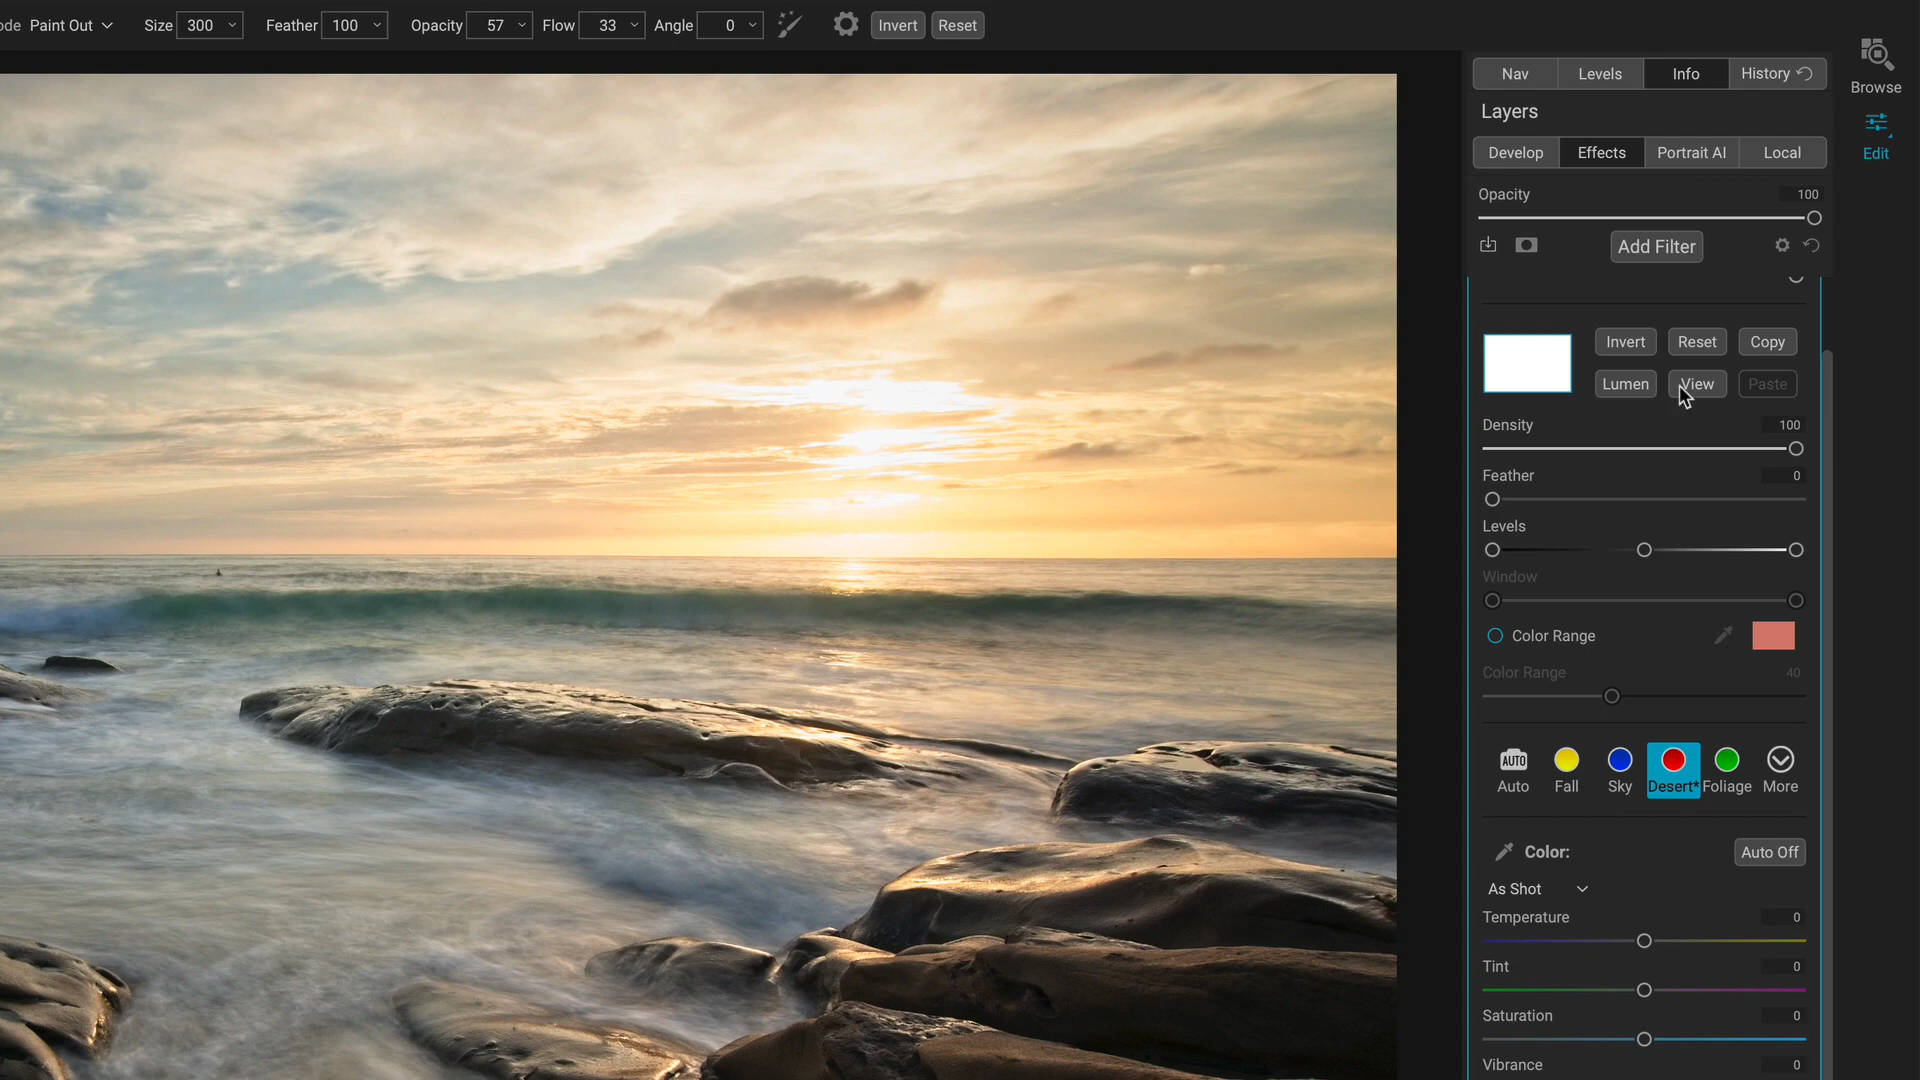 ode Paint Out Size 300 Feather 100 Opacity 57 Flow 33 Angle 0 Invert Reset
Nav Levels Info History
Browse
Layers
Edit
Develop Effects Portrait AI Local
Opacity 100
Add Filter
Invert Reset Copy
Lumen View Paste
Density 100
Feather 0
Levels
Window
Color Range
Color Range 40
AUTO
Auto Fall Sky Desert* Foliage More
Color: Auto Off
As Shot
Temperature 0
Tint 0
Saturation 0
Vibrance 0